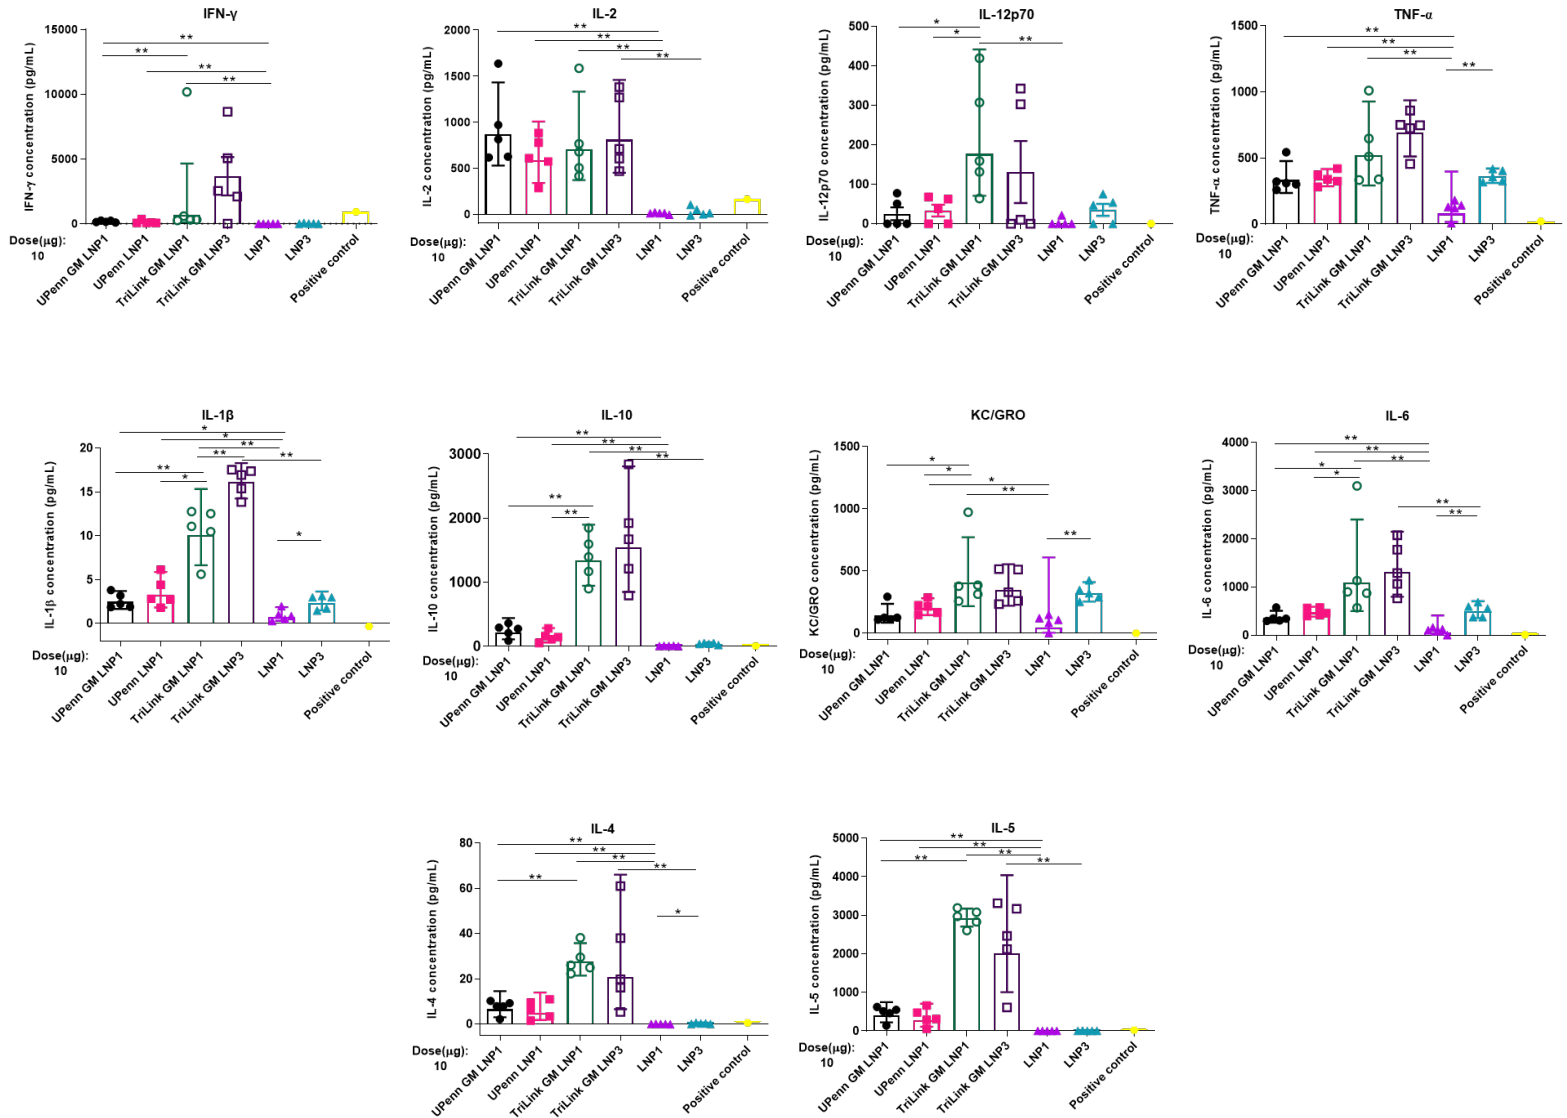 IFN-γ
IFN-γ concentration (pg/mL)
15000
10000
5000
0
** ** ** **
Dose(μg):
10
UPenn GM LNP1
UPenn LNP1
TriLink GM LNP1
TriLink GM LNP3
LNP1
LNP3
Positive control
IL-2
IL-2 concentration (pg/mL)
2000
1500
1000
500
0
** ** ** **
Dose(μg):
10
UPenn GM LNP1
UPenn LNP1
TriLink GM LNP1
TriLink GM LNP3
LNP1
LNP3
Positive control
IL-12p70
IL-12p70 concentration (pg/mL)
500
400
300
200
100
0
* * **
Dose(μg):
10
UPenn GM LNP1
UPenn LNP1
TriLink GM LNP1
TriLink GM LNP3
LNP1
LNP3
Positive control
TNF-α
TNF-α concentration (pg/mL)
1500
1000
500
0
** ** ** **
Dose(μg):
10
UPenn GM LNP1
UPenn LNP1
TriLink GM LNP1
TriLink GM LNP3
LNP1
LNP3
Positive control
IL-1β
IL-1β concentration (pg/mL)
20
15
10
5
0
* * ** ** ** ** * *
Dose(μg):
10
UPenn GM LNP1
UPenn LNP1
TriLink GM LNP1
TriLink GM LNP3
LNP1
LNP3
Positive control
IL-10
IL-10 concentration (pg/mL)
3000
2000
1000
0
** ** ** ** ** **
Dose(μg):
10
UPenn GM LNP1
UPenn LNP1
TriLink GM LNP1
TriLink GM LNP3
LNP1
LNP3
Positive control
KC/GRO
KC/GRO concentration (pg/mL)
1500
1000
500
0
* * * ** **
Dose(μg):
10
UPenn GM LNP1
UPenn LNP1
TriLink GM LNP1
TriLink GM LNP3
LNP1
LNP3
Positive control
IL-6
IL-6 concentration (pg/mL)
4000
3000
2000
1000
0
** ** ** * * ** **
Dose(μg):
10
UPenn GM LNP1
UPenn LNP1
TriLink GM LNP1
TriLink GM LNP3
LNP1
LNP3
Positive control
IL-4
IL-4 concentration (pg/mL)
80
60
40
20
0
** ** ** ** ** *
Dose(μg):
10
UPenn GM LNP1
UPenn LNP1
TriLink GM LNP1
TriLink GM LNP3
LNP1
LNP3
Positive control
IL-5
IL-5 concentration (pg/mL)
5000
4000
3000
2000
1000
0
** ** ** ** **
Dose(μg):
10
UPenn GM LNP1
UPenn LNP1
TriLink GM LNP1
TriLink GM LNP3
LNP1
LNP3
Positive control